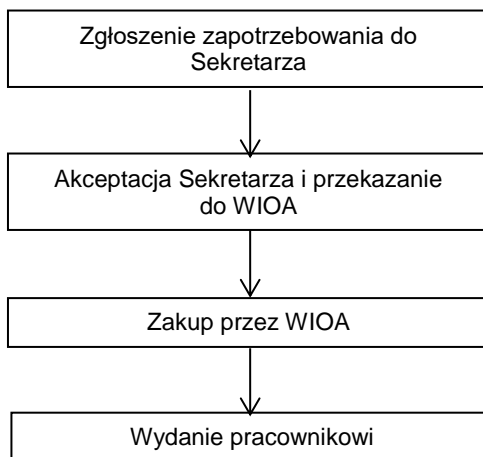 Zgłoszenie zapotrzebowania do
Sekretarza
Akceptacja Sekretarza i przekazanie
do WIOA
Zakup przez WIOA
Wydanie pracownikowi